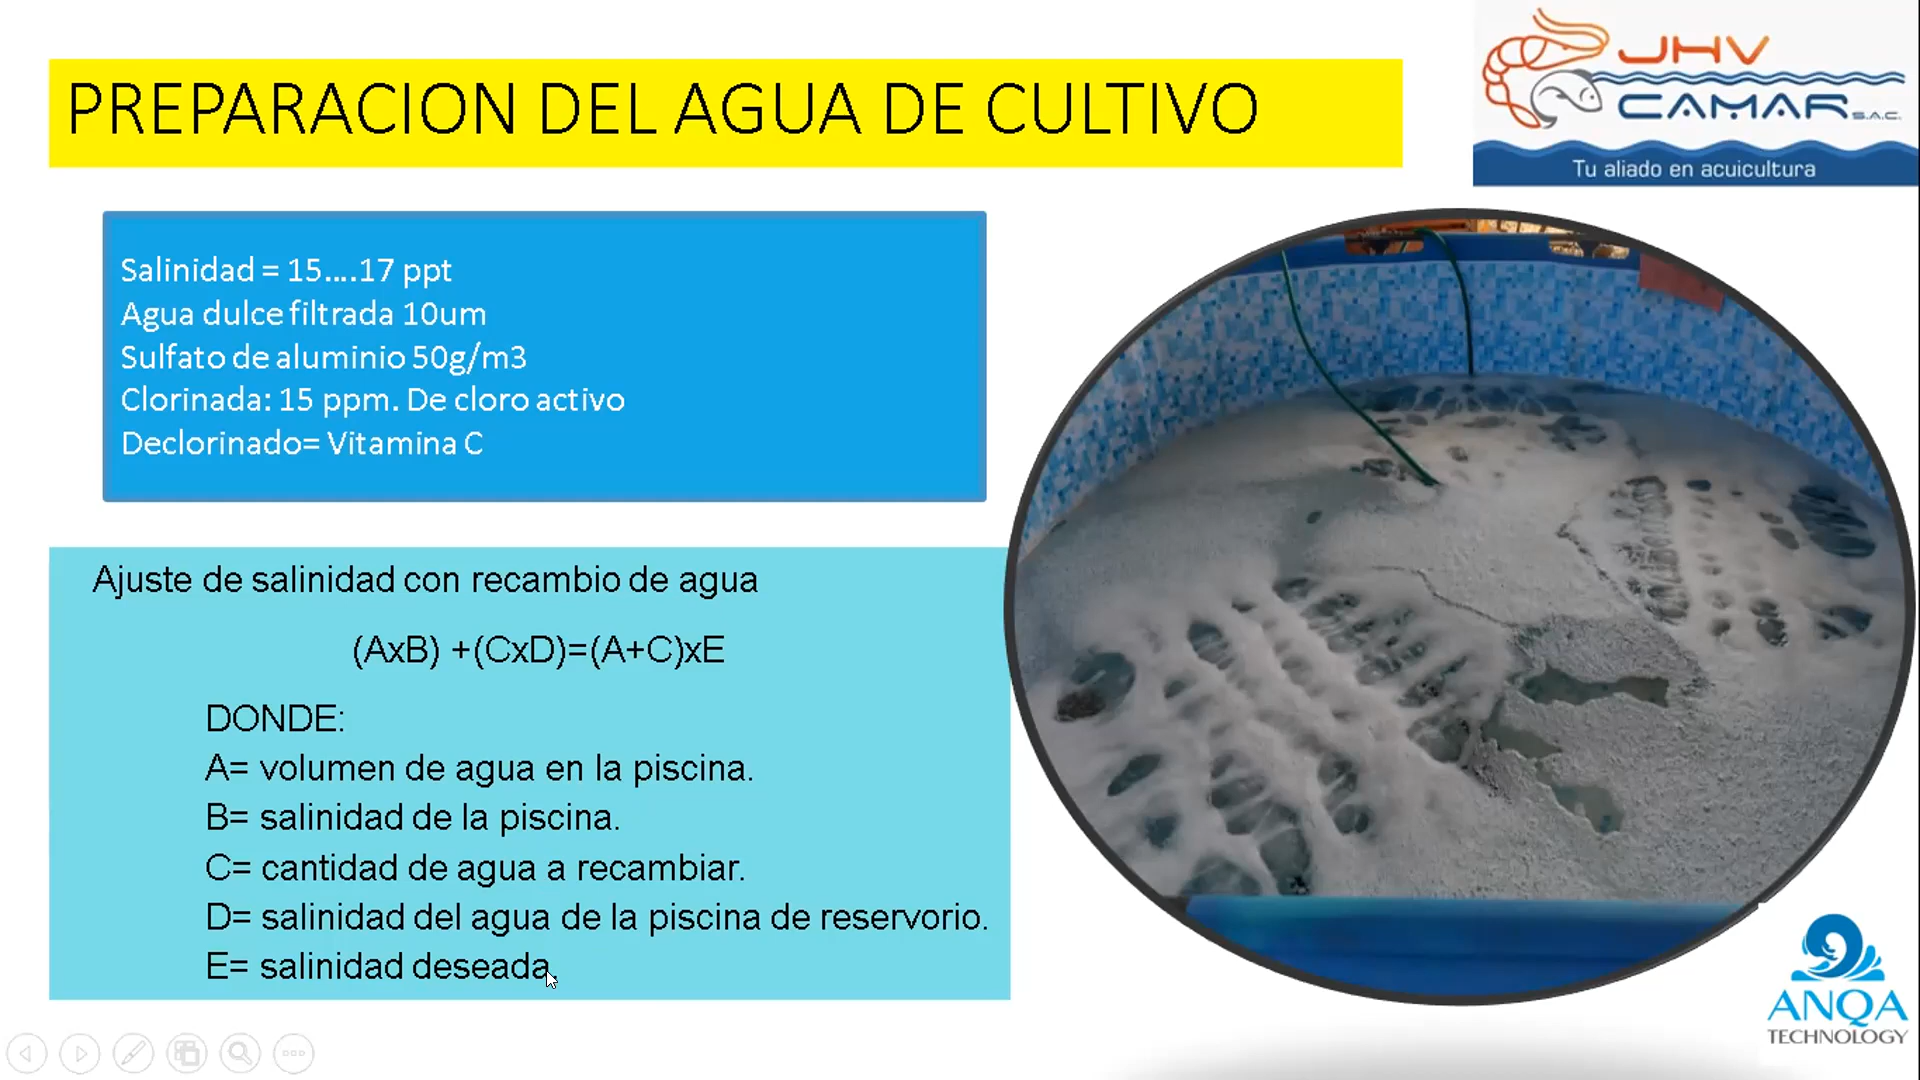 PREPARACION DEL AGUA DE CULTIVO
JHV
CAMAR S.A.C.
Tu aliado en acuicultura
Salinidad = 15....17 ppt
Agua dulce filtrada 10um
Sulfato de aluminio 50g/m3
Clorinada: 15 ppm. De cloro activo
Declorinado= Vitamina C
Ajuste de salinidad con recambio de agua
(AxB) +(CxD)=(A+C)xE
DONDE:
A= volumen de agua en la piscina.
B= salinidad de la piscina.
C= cantidad de agua a recambiar.
D= salinidad del agua de la piscina de reservorio.
E= salinidad deseada.
ANQA
TECHNOLOGY